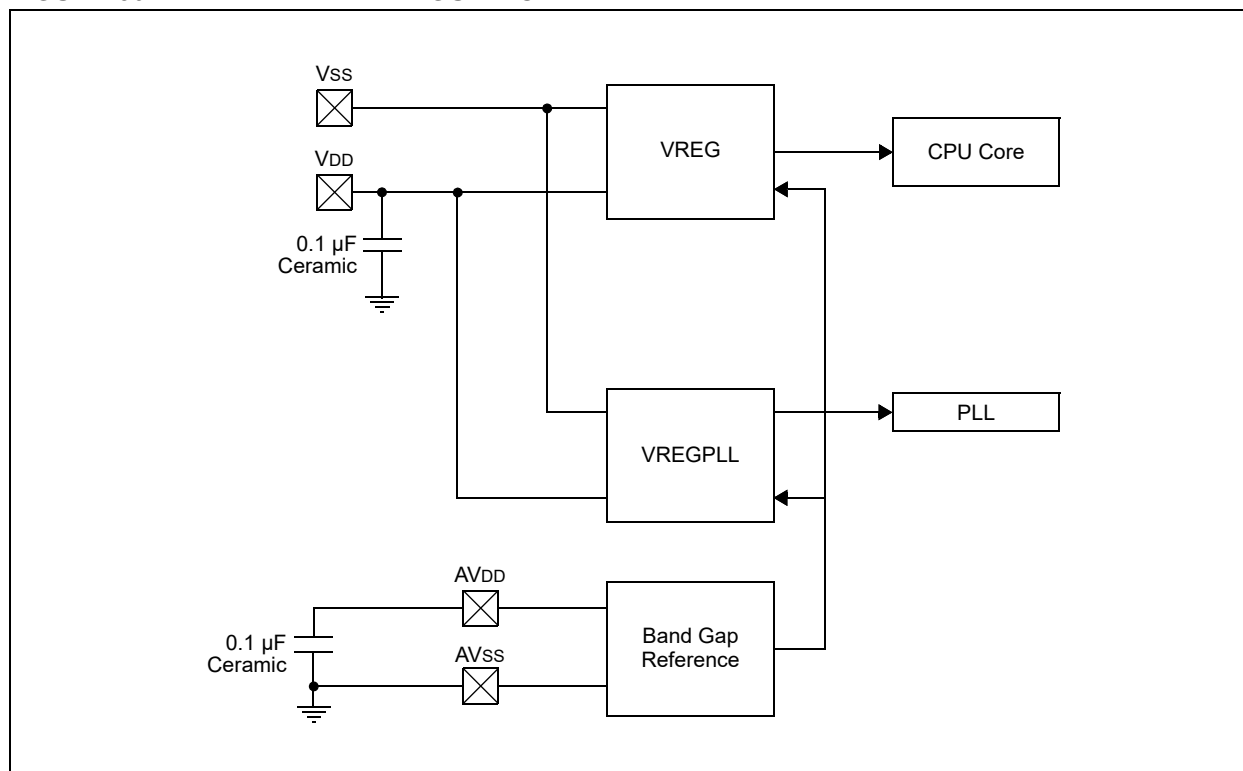 VSS
VREG
CPU Core
VDD
0.1 µF
Ceramic
PLL
VREGPLL
AVDD
0.1 µF
Ceramic
Band Gap
Reference
AVSS